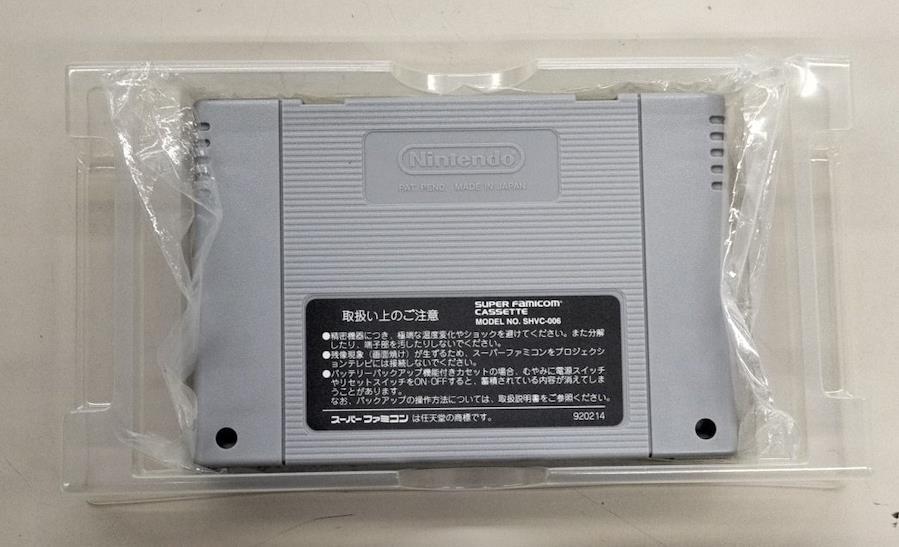 Nintendo
PAT. PEND. MADE IN JAPAN
取扱い上のご注意
SUPER FAMICOM
CASSETTE
MODEL NO. SHVC-006
●精密機器につき、極端な温度変化やショックを避けてください。また分解
したり、端子部を汚したりしないでください。
●残像現象(画面焼け)が生ずるため、スーパーファミコンをプロジェクシ
ョンテレビには接続しないでください。
●バッテリーバックアップ機能付きカセットの場合、むやみに電源スイッチ
やリセットスイッチをON・OFFすると、蓄積されている内容が消えてしま
うことがあります。
なお、バックアップの操作方法については、取扱説明書をご参照ください。
スーパーファミコンは任天堂の商標です。
920214